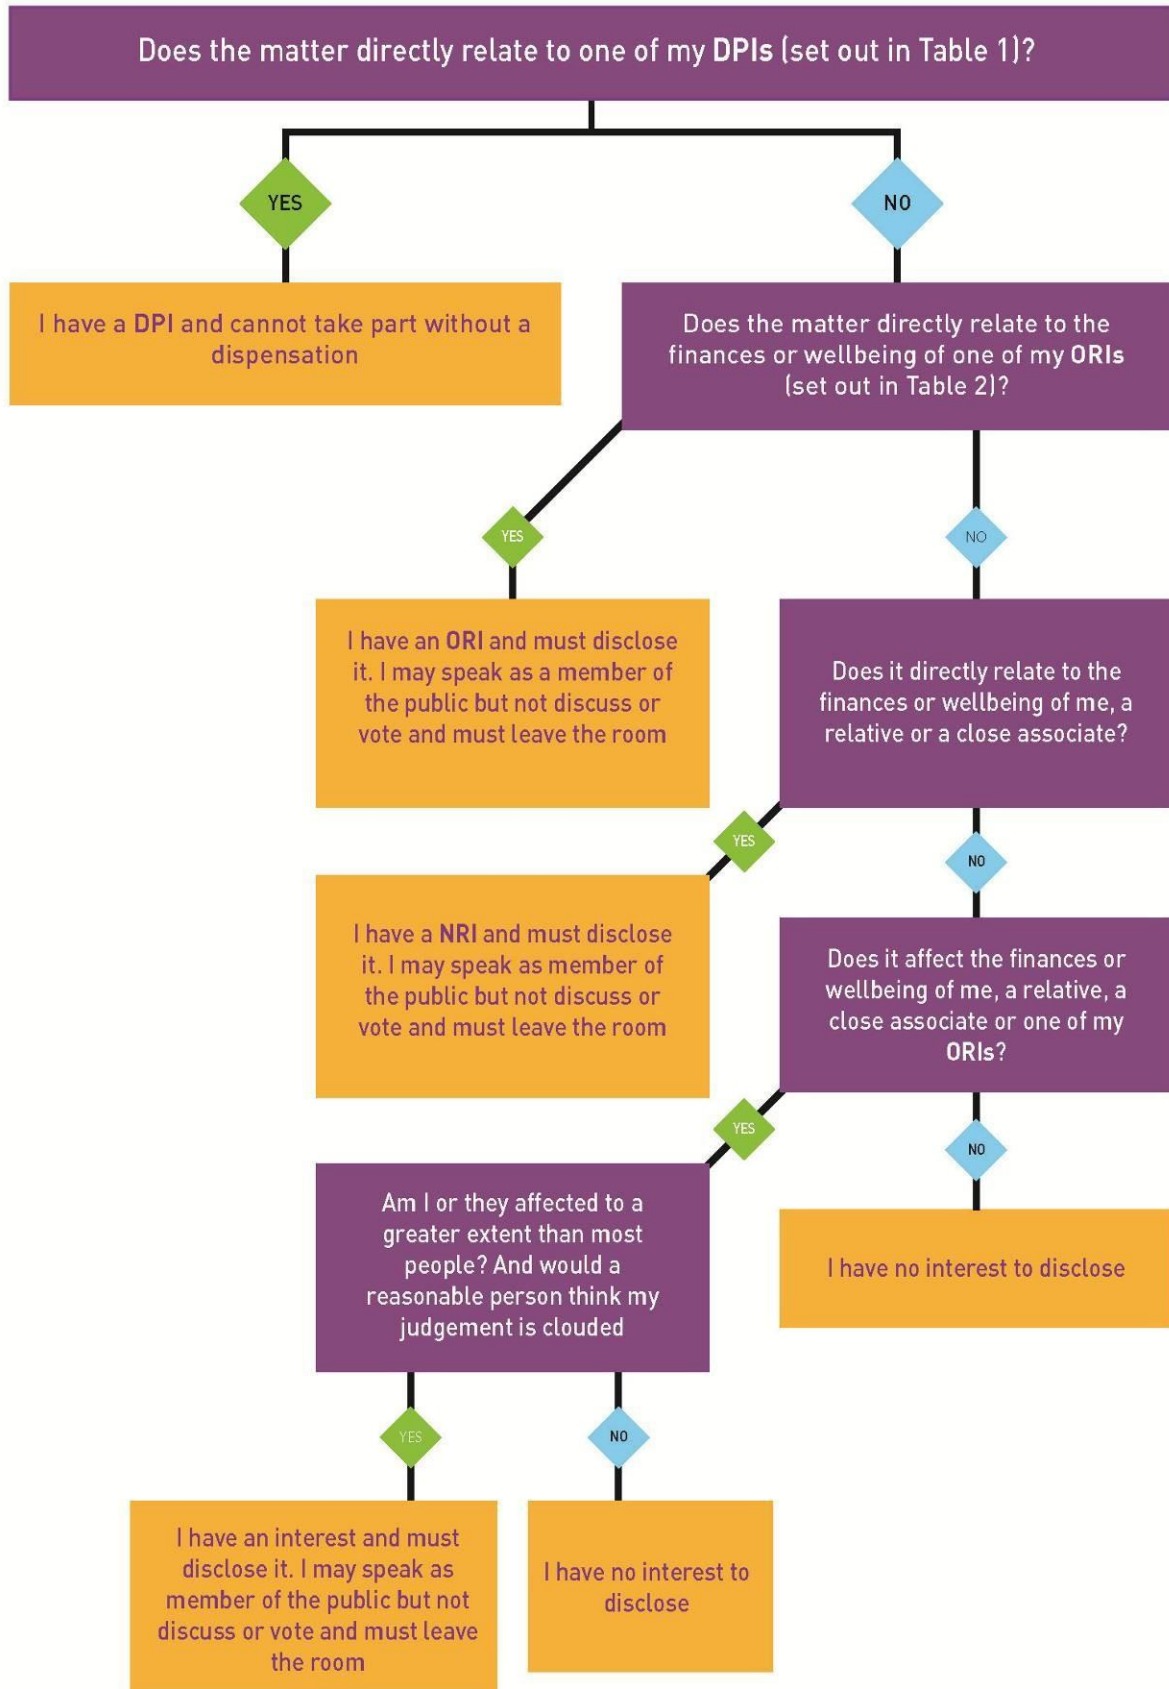 Does the matter directly relate to one of my DPIs (set out in Table 1)?
YES
NO
I have a DPI and cannot take part without a
dispensation
Does the matter directly relate to the
finances or wellbeing of one of my ORIs
(set out in Table 2)?
YES
NO
I have an ORI and must disclose
it. I may speak as a member of
the public but not discuss or
vote and must leave the room
Does it directly relate to the
finances or wellbeing of me, a
relative or a close associate?
YES
NO
I have a NRI and must disclose
it. I may speak as member of
the public but not discuss or
vote and must leave the room
Does it affect the finances or
wellbeing of me, a relative, a
close associate or one of my
ORIs?
YES
NO
Am I or they affected to a
greater extent than most
people? And would a
reasonable person think my
judgement is clouded
I have no interest to disclose
YES
NO
I have an interest and must
disclose it. I may speak as
member of the public but not
discuss or vote and must leave
the room
I have no interest to
disclose